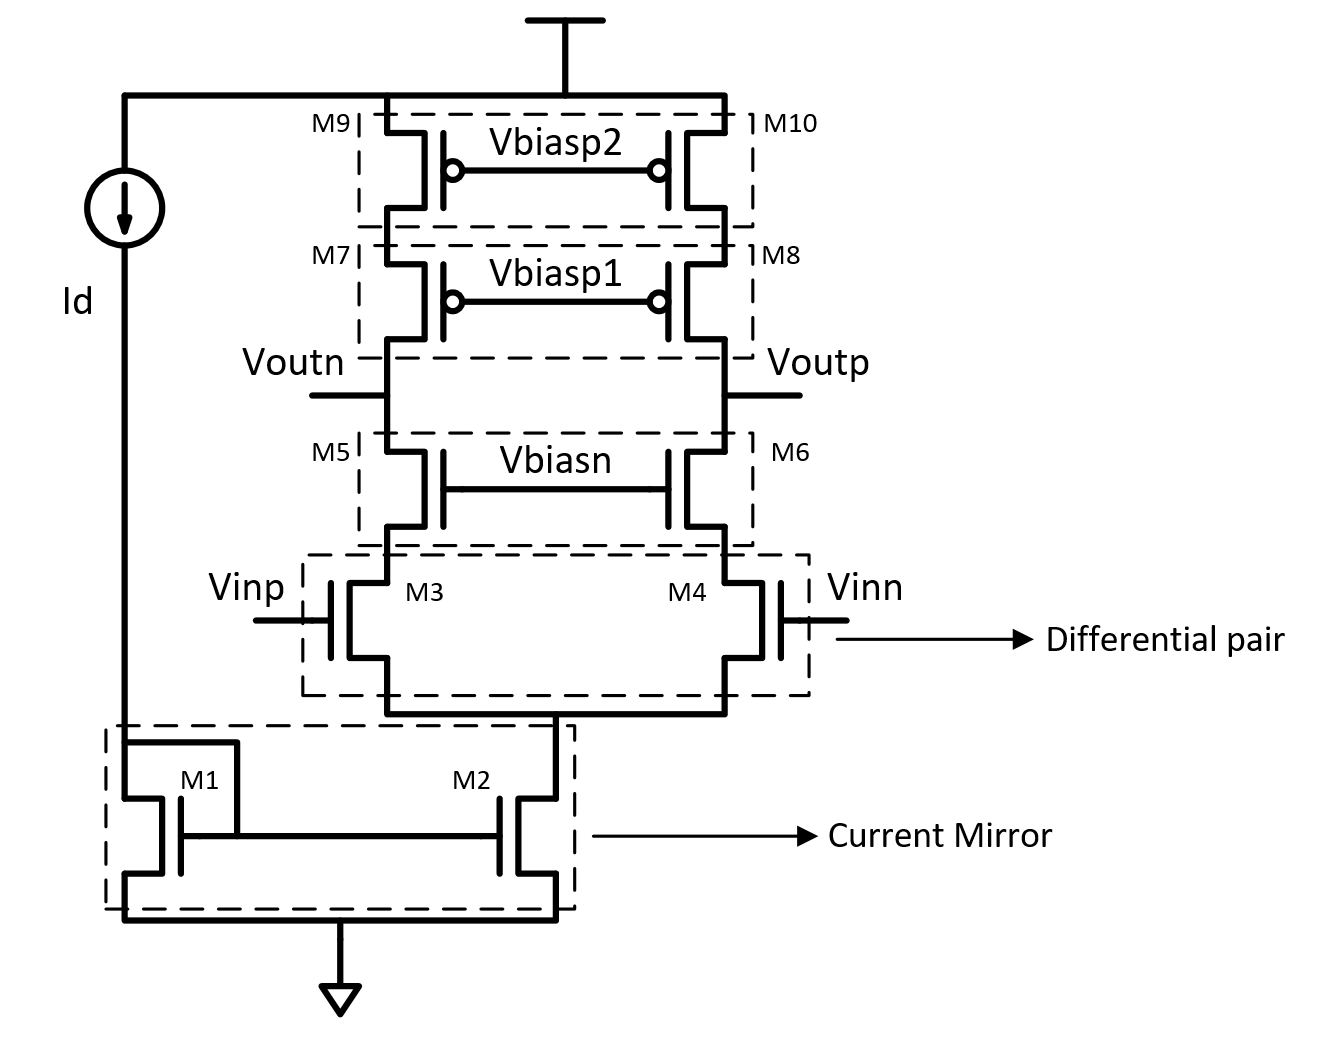 M9
Vbiasp2
M10
M7
Vbiasp1
M8
Id
Voutn
Voutp
M5
Vbiasn
M6
Vinp
M3
M4
Vinn
Differential pair
M1
M2
Current Mirror